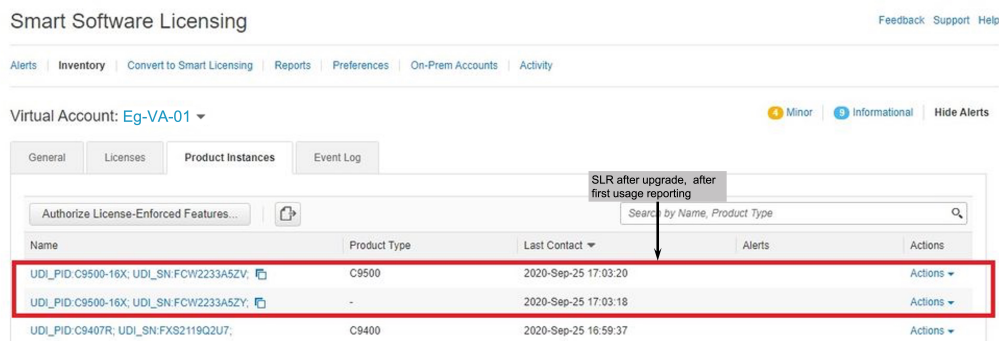 Smart Software Licensing
Feedback Support Help
Alerts Inventory Convert to Smart Licensing Reports Preferences On-Prem Accounts Activity
Virtual Account: Eg-VA-01
4 Minor 9 Informational Hide Alerts
General Licenses Product Instances Event Log
SLR after upgrade, after
first usage reporting
Authorize License-Enforced Features...
Search by Name, Product Type
Name Product Type Last Contact Alerts Actions
UDI_PID:C9500-16X; UDI_SN:FCW2233A5ZV; C9500 2020-Sep-25 17:03:20 Actions
UDI_PID:C9500-16X; UDI_SN:FCW2233A5ZY; - 2020-Sep-25 17:03:18 Actions
UDI_PID:C9407R; UDI_SN:FXS2119Q2U7; C9400 2020-Sep-25 16:59:37 Actions